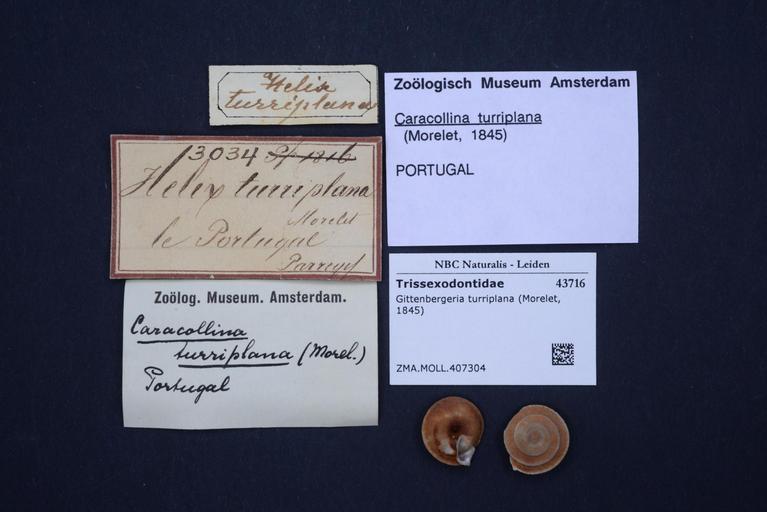 Helix
turriplana
Zoölogisch Museum Amsterdam
Caracollina turriplana
(Morelet, 1845)
PORTUGAL
13034
Helix turriplana
Morelet
le Portugal
Parreyss
NBC Naturalis - Leiden
Trissexodontidae 43716
Gittenbergeria turriplana (Morelet,
1845)
ZMA.MOLL.407304
Zoölog. Museum. Amsterdam.
Caracollina
turriplana (Morel.)
Portugal